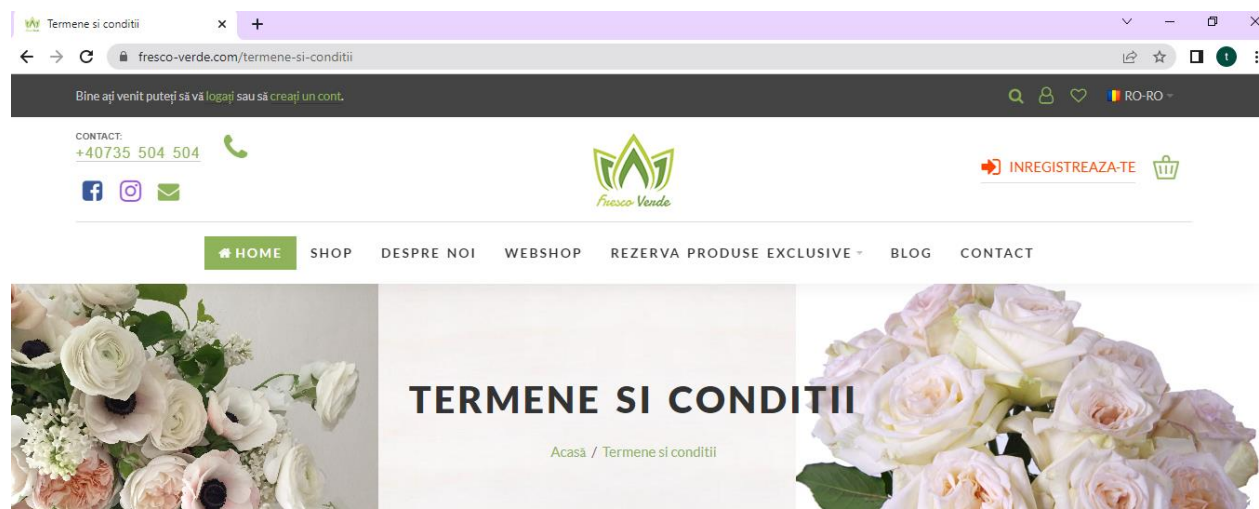 Termene si conditii
fresco-verde.com/termene-si-conditii
Bine ați venit puteți să vă logați sau să creați un cont.
RO-RO
CONTACT:
+40735 504 504
Fresco Verde
INREGISTREAZA-TE
HOME SHOP DESPRE NOI WEBSHOP REZERVA PRODUSE EXCLUSIVE BLOG CONTACT
TERMENE SI CONDITII
Acasă / Termene si conditii